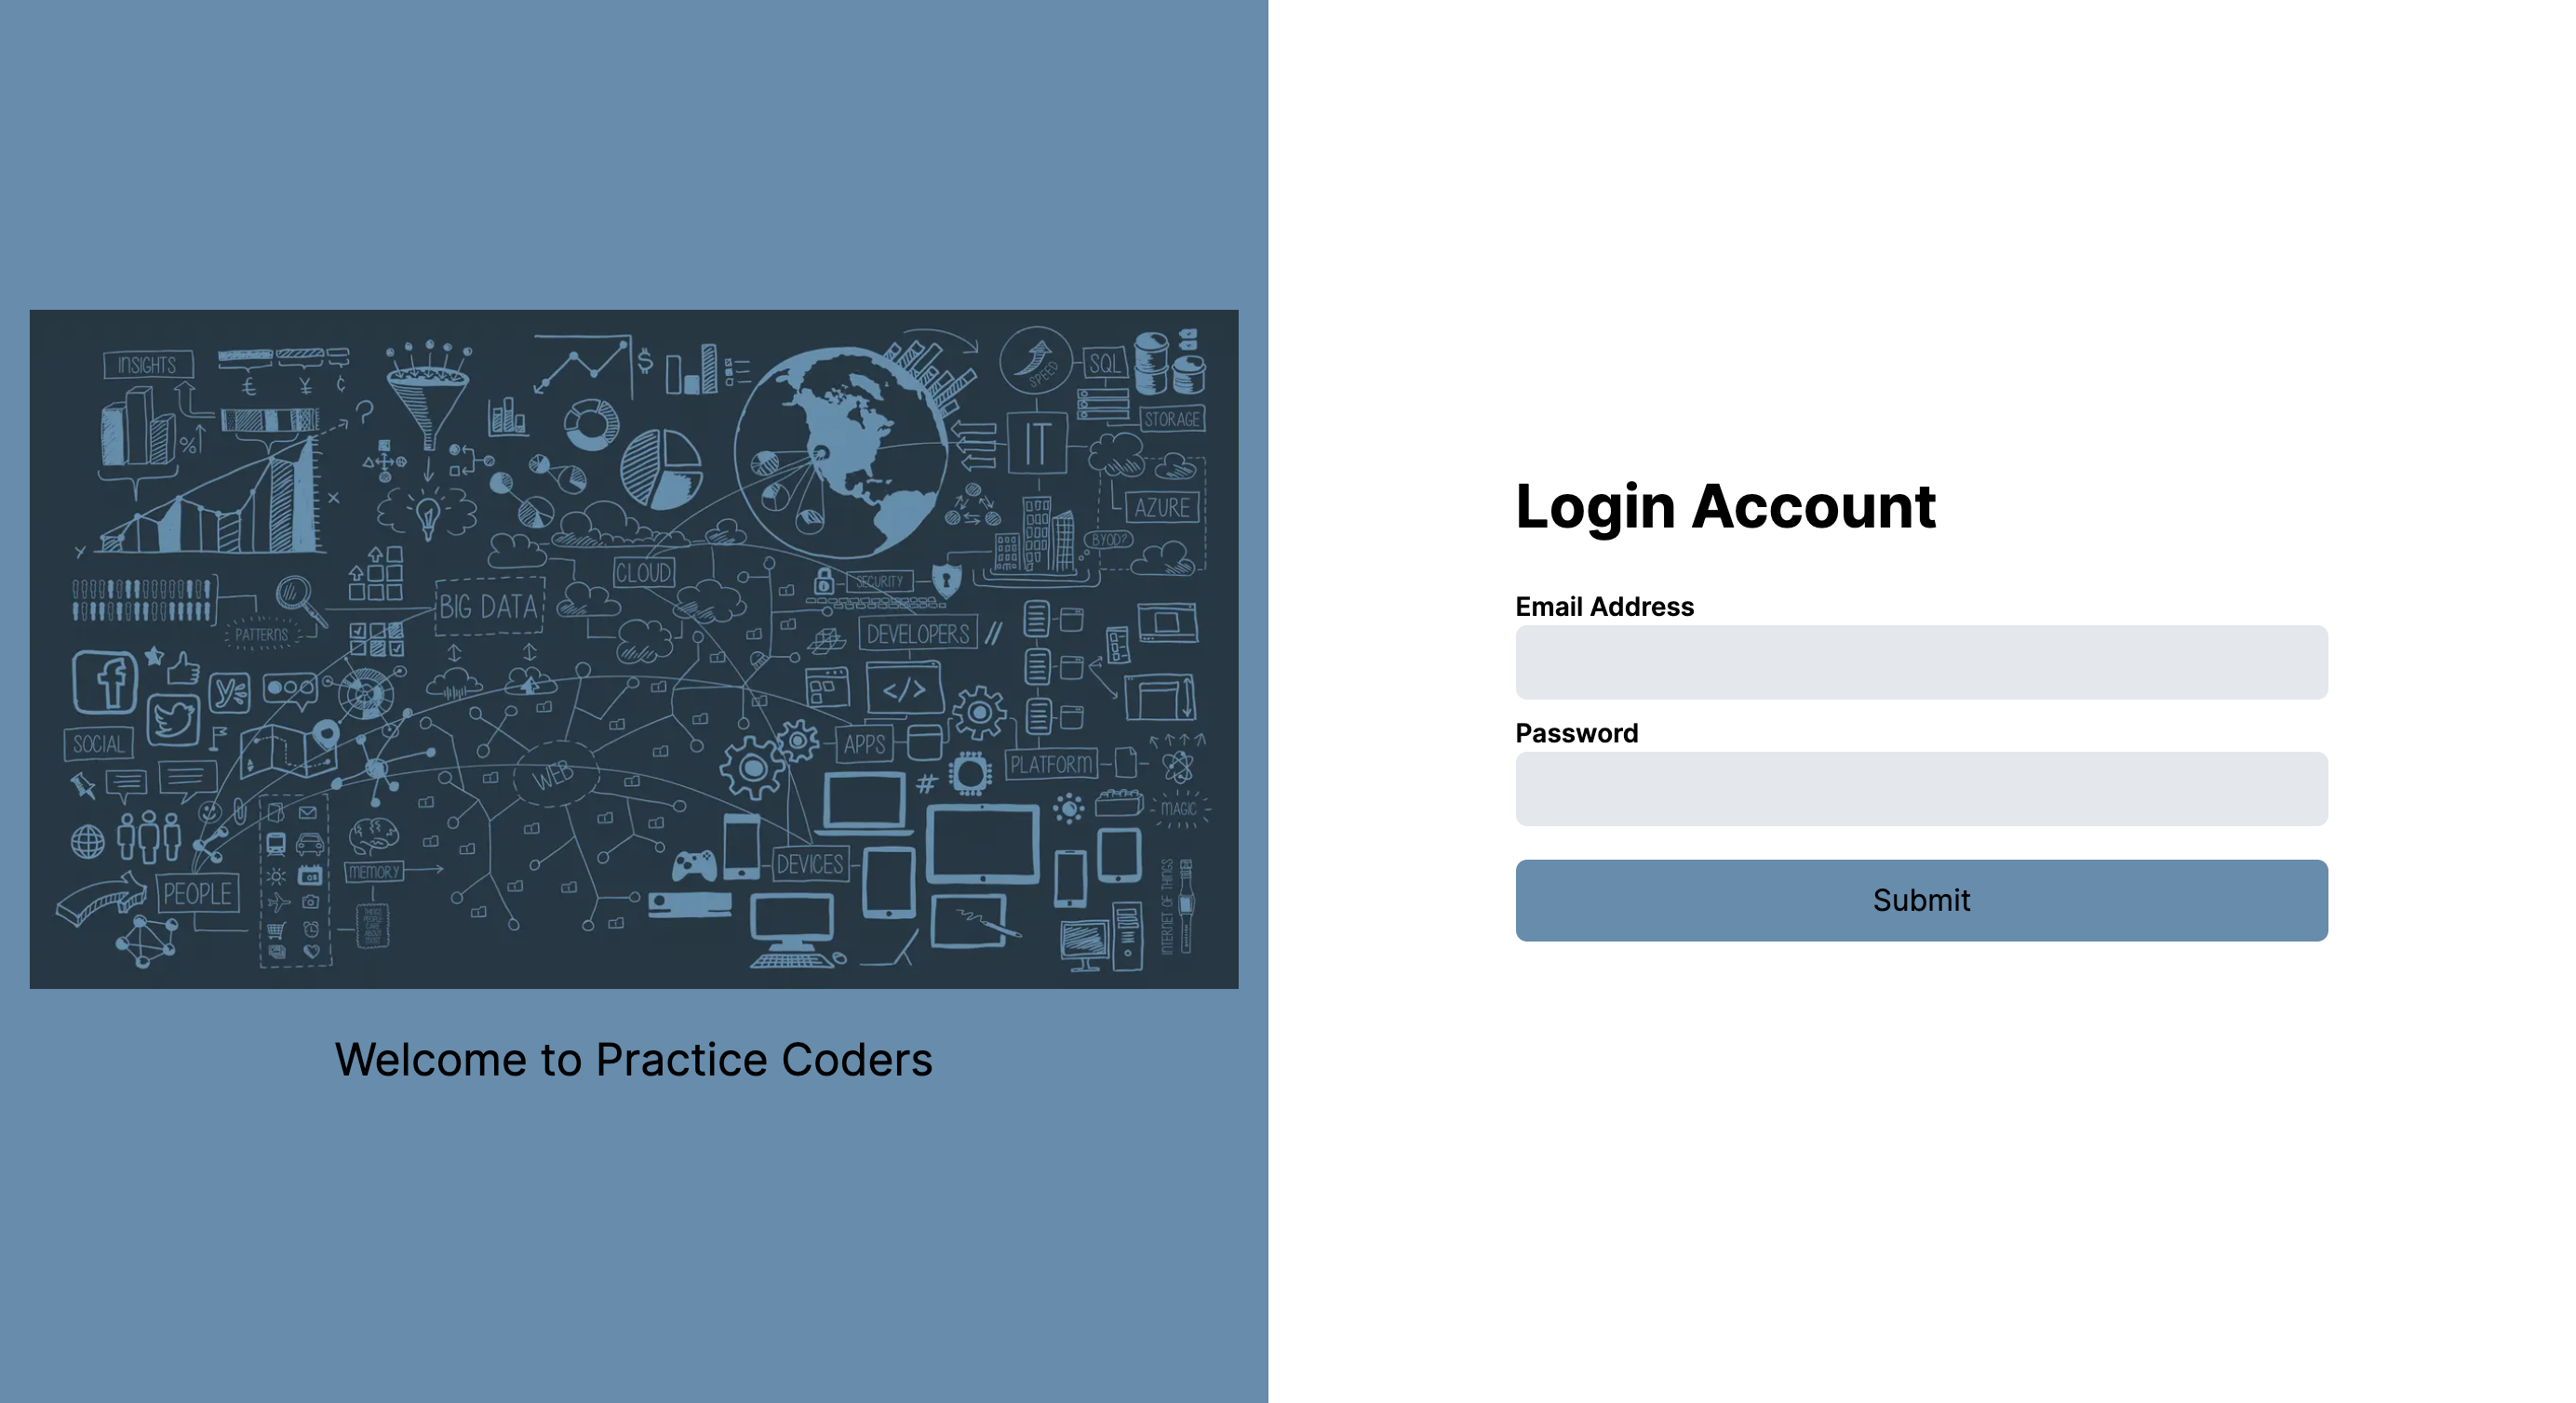 INSIGHTS
€ ¥ ¢
$
%
?
x
y
SPEED
SQL
STORAGE
IT
AZURE
BYOD?
CLOUD
SECURITY
BIG DATA
PATTERNS
DEVELOPERS //
</>
SOCIAL
APPS
PLATFORM
WEB
#
MAGIC
MEMORY
DEVICES
PEOPLE
INTERNET OF THINGS
Welcome to Practice Coders
Login Account
Email Address
Password
Submit